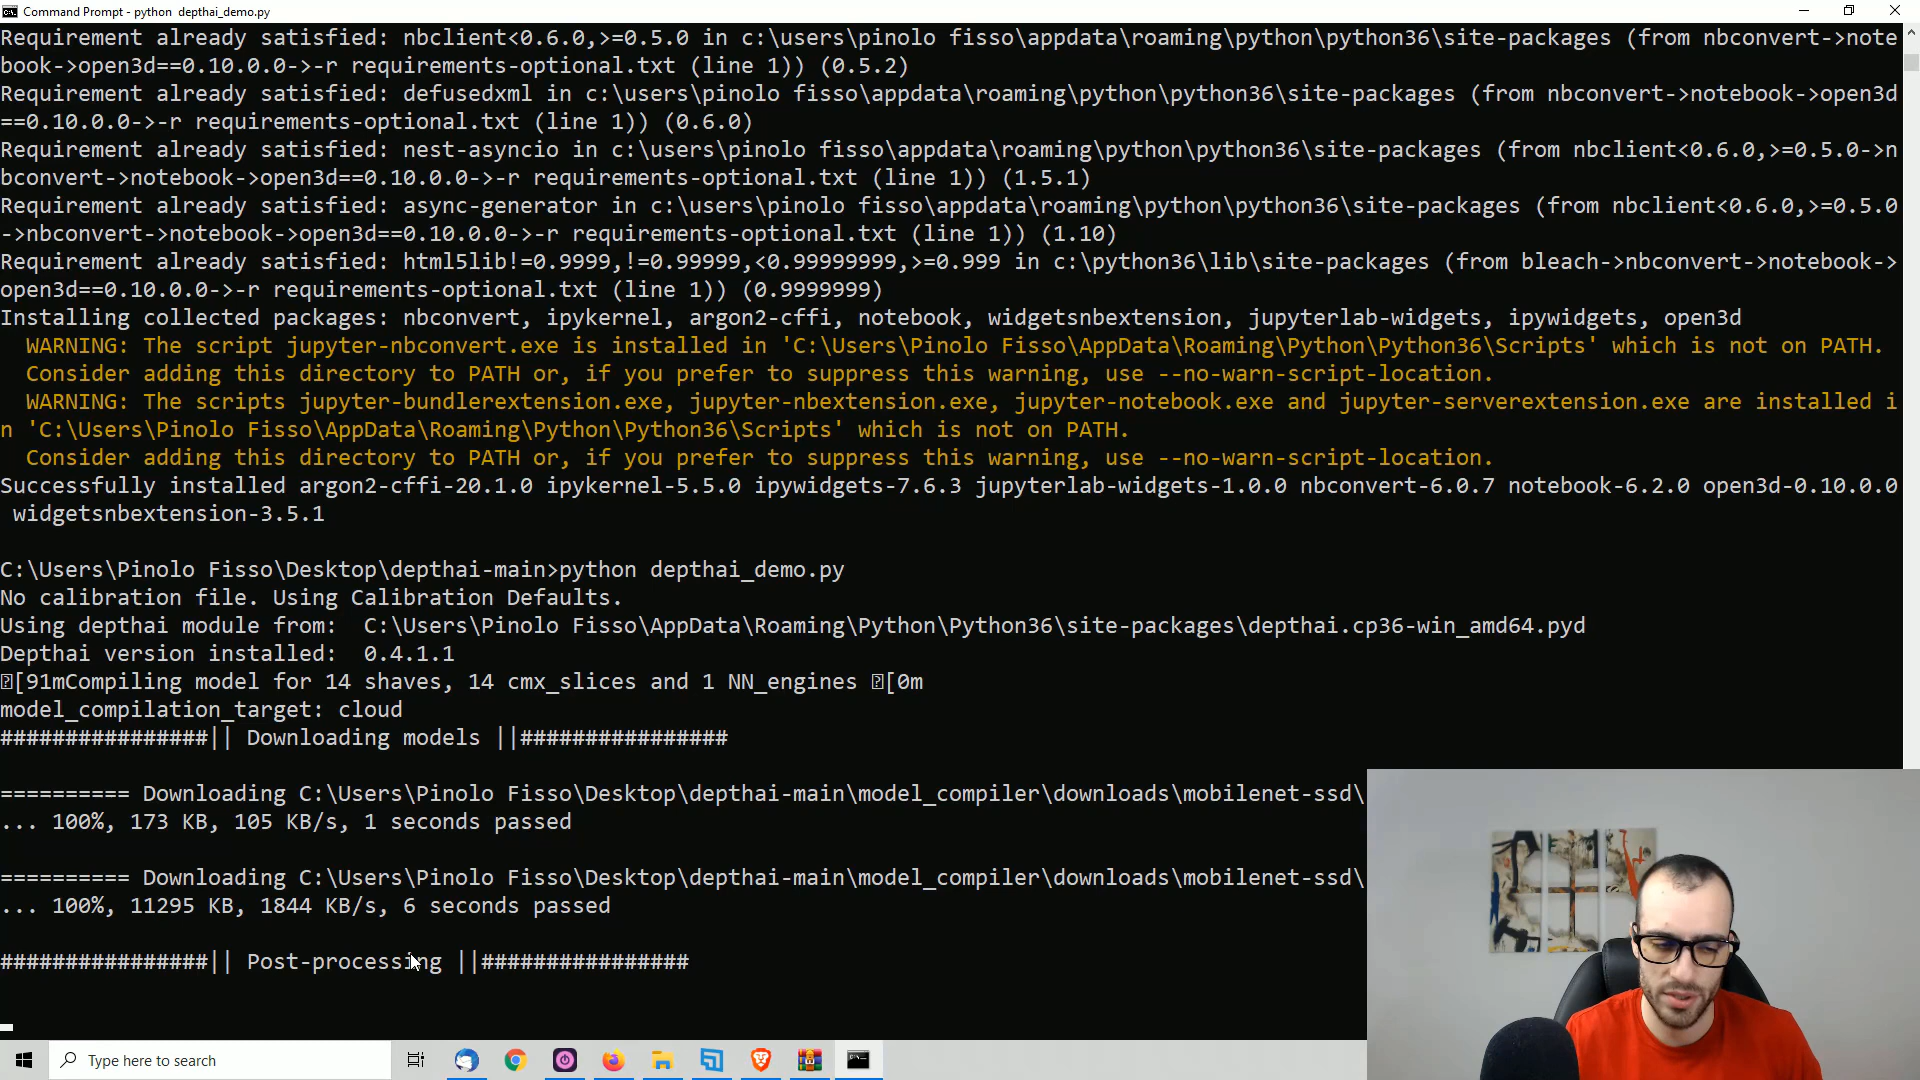 Command Prompt - python  depthai_demo.py
Requirement already satisfied: nbclient<0.6.0,>=0.5.0 in c:\users\pinolo fisso\appdata\roaming\python\python36\site-packages (from nbconvert->note
book->open3d==0.10.0.0->-r requirements-optional.txt (line 1)) (0.5.2)
Requirement already satisfied: defusedxml in c:\users\pinolo fisso\appdata\roaming\python\python36\site-packages (from nbconvert->notebook->open3d
==0.10.0.0->-r requirements-optional.txt (line 1)) (0.6.0)
Requirement already satisfied: nest-asyncio in c:\users\pinolo fisso\appdata\roaming\python\python36\site-packages (from nbclient<0.6.0,>=0.5.0->n
bconvert->notebook->open3d==0.10.0.0->-r requirements-optional.txt (line 1)) (1.5.1)
Requirement already satisfied: async-generator in c:\users\pinolo fisso\appdata\roaming\python\python36\site-packages (from nbclient<0.6.0,>=0.5.0
->nbconvert->notebook->open3d==0.10.0.0->-r requirements-optional.txt (line 1)) (1.10)
Requirement already satisfied: html5lib!=0.9999,!=0.99999,<0.99999999,>=0.999 in c:\python36\lib\site-packages (from bleach->nbconvert->notebook->
open3d==0.10.0.0->-r requirements-optional.txt (line 1)) (0.9999999)
Installing collected packages: nbconvert, ipykernel, argon2-cffi, notebook, widgetsnbextension, jupyterlab-widgets, ipywidgets, open3d
  WARNING: The script jupyter-nbconvert.exe is installed in 'C:\Users\Pinolo Fisso\AppData\Roaming\Python\Python36\Scripts' which is not on PATH.
  Consider adding this directory to PATH or, if you prefer to suppress this warning, use --no-warn-script-location.
  WARNING: The scripts jupyter-bundlerextension.exe, jupyter-nbextension.exe, jupyter-notebook.exe and jupyter-serverextension.exe are installed i
n 'C:\Users\Pinolo Fisso\AppData\Roaming\Python\Python36\Scripts' which is not on PATH.
  Consider adding this directory to PATH or, if you prefer to suppress this warning, use --no-warn-script-location.
Successfully installed argon2-cffi-20.1.0 ipykernel-5.5.0 ipywidgets-7.6.3 jupyterlab-widgets-1.0.0 nbconvert-6.0.7 notebook-6.2.0 open3d-0.10.0.0
 widgetsnbextension-3.5.1
C:\Users\Pinolo Fisso\Desktop\depthai-main>python depthai_demo.py
No calibration file. Using Calibration Defaults.
Using depthai module from:  C:\Users\Pinolo Fisso\AppData\Roaming\Python\Python36\site-packages\depthai.cp36-win_amd64.pyd
Depthai version installed:  0.4.1.1
⍰[91mCompiling model for 14 shaves, 14 cmx_slices and 1 NN_engines ⍰[0m
model_compilation_target: cloud
################|| Downloading models ||################
========== Downloading C:\Users\Pinolo Fisso\Desktop\depthai-main\model_compiler\downloads\mobilenet-ssd\
... 100%, 173 KB, 105 KB/s, 1 seconds passed
========== Downloading C:\Users\Pinolo Fisso\Desktop\depthai-main\model_compiler\downloads\mobilenet-ssd\
... 100%, 11295 KB, 1844 KB/s, 6 seconds passed
################|| Post-processing ||################
Type here to search